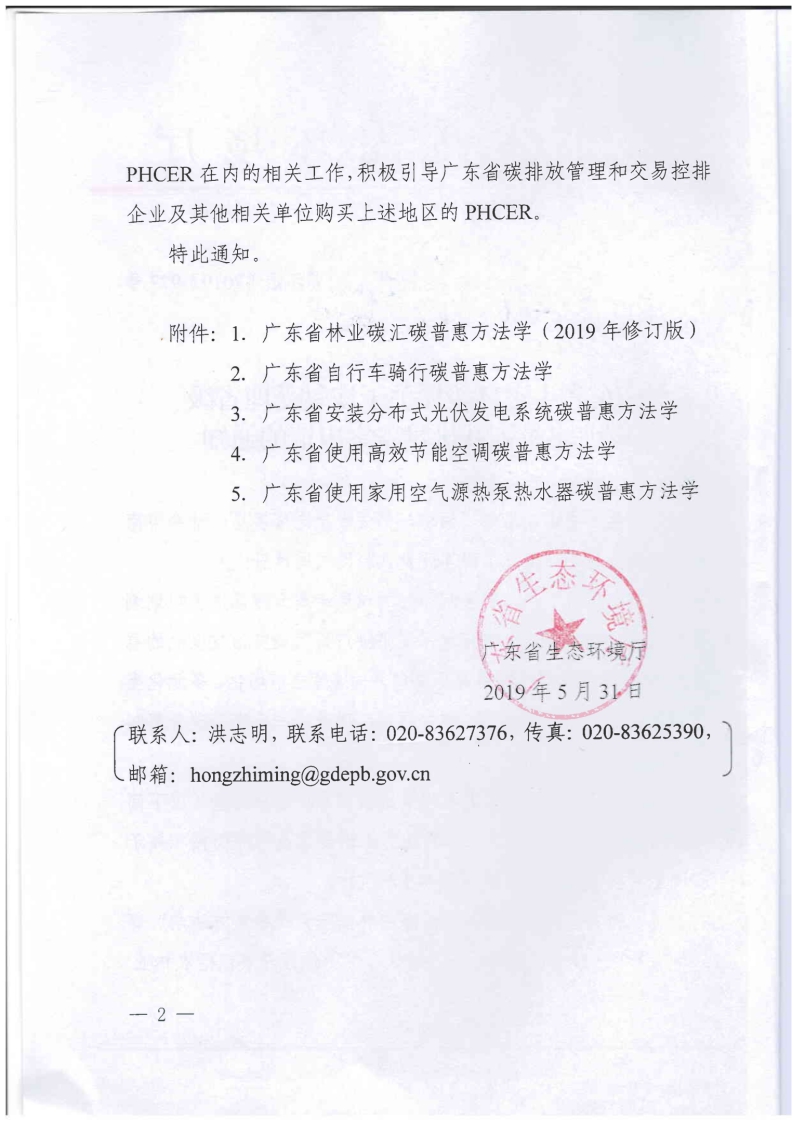 PHCER 在内的相关工作,积极引导广东省碳排放管理和交易控排
企业及其他相关单位购买上述地区的 PHCER。
特此通知。
附件: 1. 广东省林业碳汇碳普惠方法学(2019 年修订版)
2. 广东省自行车骑行碳普惠方法学
3. 广东省安装分布式光伏发电系统碳普惠方法学
4. 广东省使用高效节能空调碳普惠方法学
5. 广东省使用家用空气源热泵热水器碳普惠方法学
东省生态环境厅
广东省生态环境厅
2019 年 5 月 31 日
(联系人: 洪志明, 联系电话: 020-83627376, 传真: 020-83625390,
邮箱: hongzhiming@gdepb.gov.cn)
— 2 —